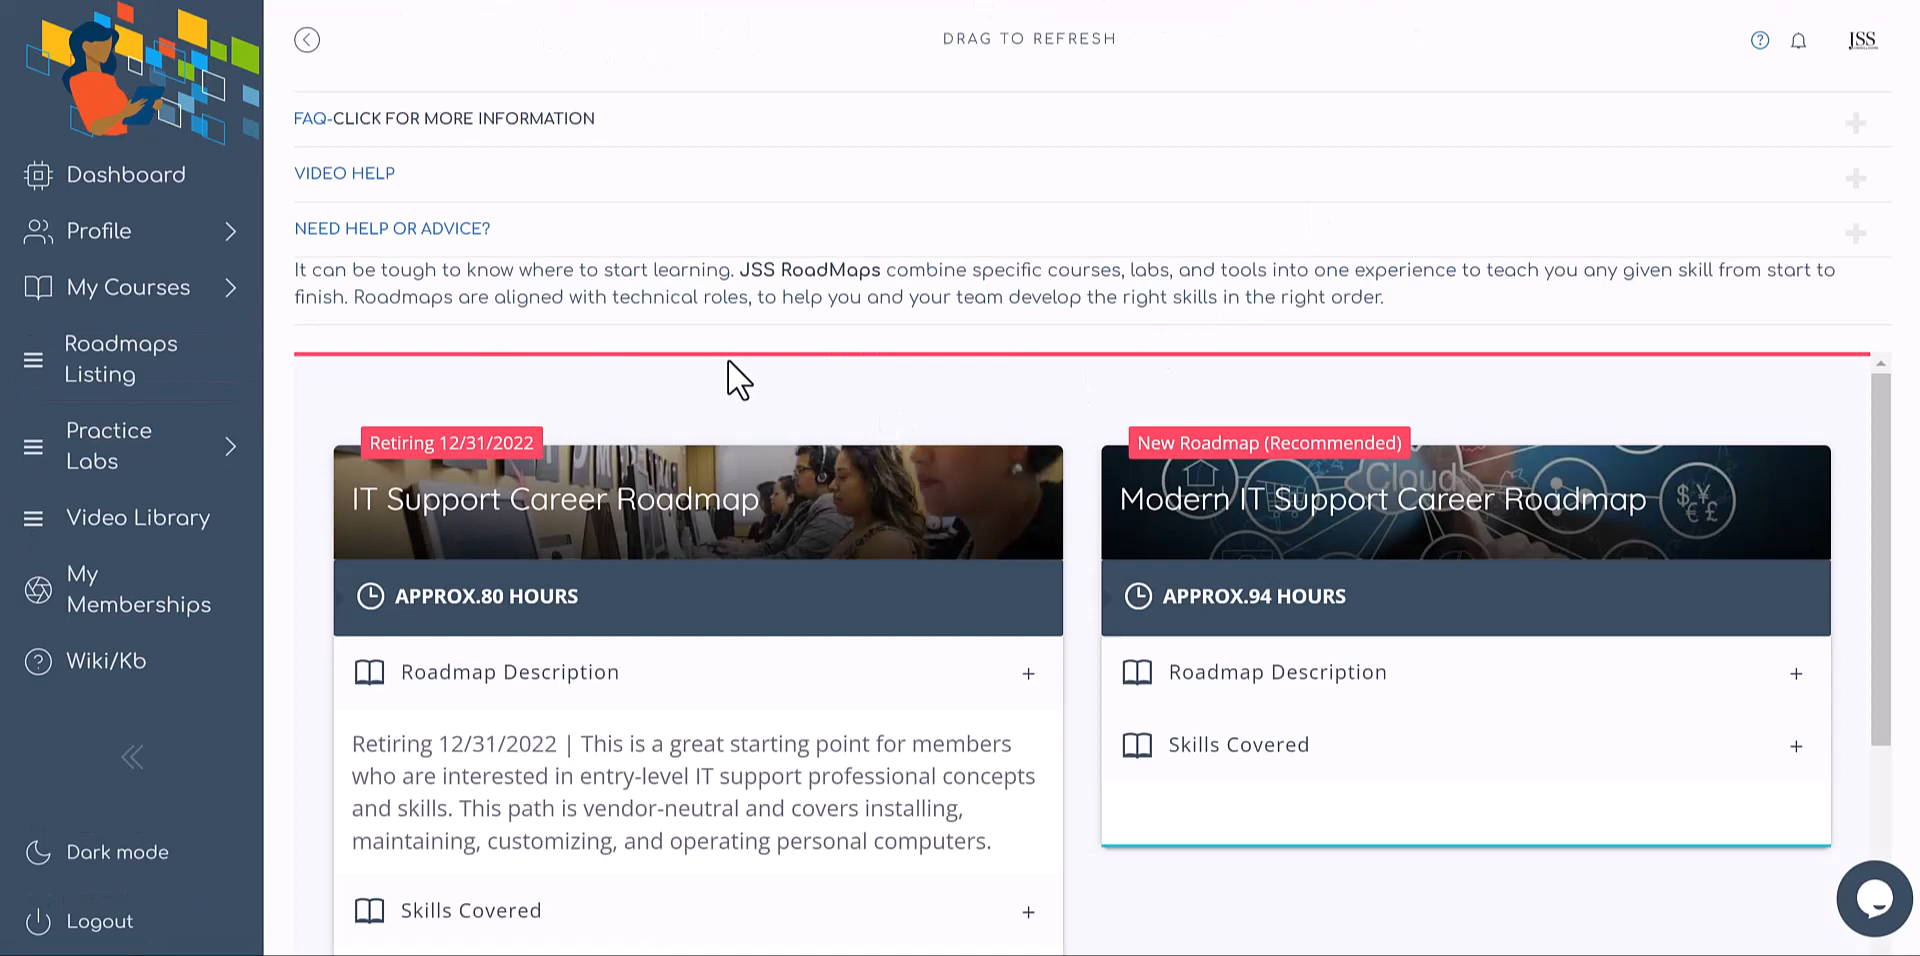 DRAG TO REFRESH
JSS
Dashboard
Profile
My Courses
Roadmaps
Listing
Practice
Labs
Video Library
My
Memberships
Wiki/Kb
Dark mode
Logout
FAQ-CLICK FOR MORE INFORMATION
VIDEO HELP
NEED HELP OR ADVICE?
It can be tough to know where to start learning. JSS RoadMaps combine specific courses, labs, and tools into one experience to teach you any given skill from start to
finish. Roadmaps are aligned with technical roles, to help you and your team develop the right skills in the right order.
Retiring 12/31/2022
IT Support Career Roadmap
APPROX.80 HOURS
Roadmap Description
Retiring 12/31/2022 | This is a great starting point for members
who are interested in entry-level IT support professional concepts
and skills. This path is vendor-neutral and covers installing,
maintaining, customizing, and operating personal computers.
Skills Covered
New Roadmap (Recommended)
Cloud
Modern IT Support Career Roadmap
APPROX.94 HOURS
Roadmap Description
Skills Covered